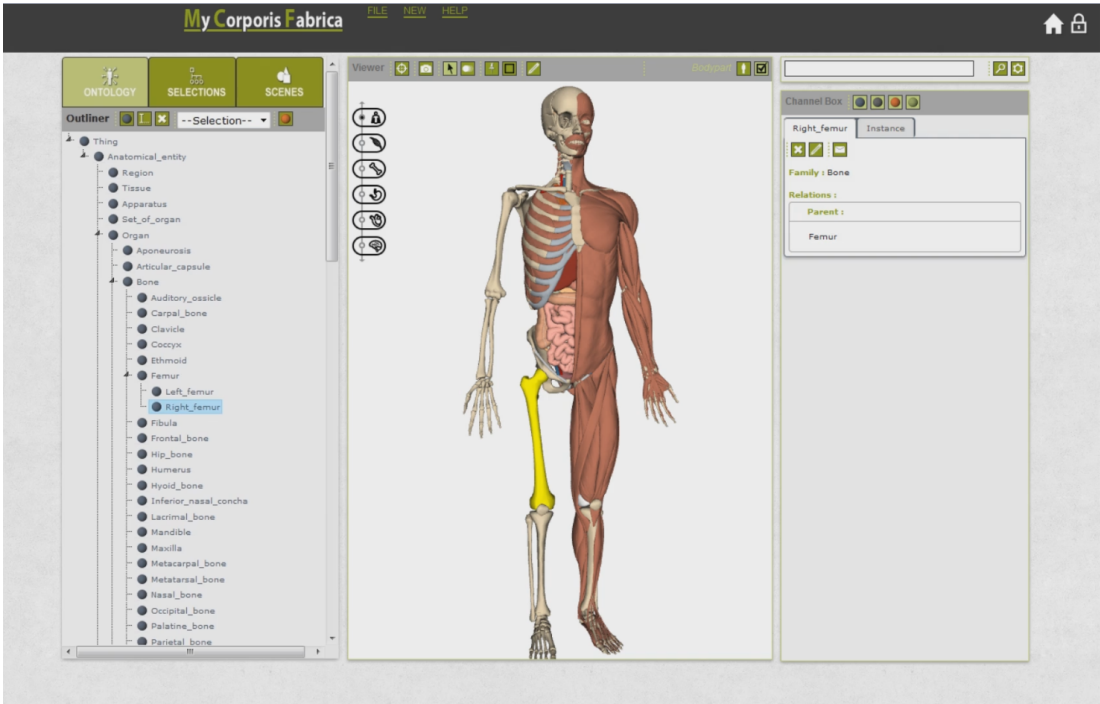 My Corporis Fabrica
FILE NEW HELP
ONTOLOGY SELECTIONS SCENES
Outliner --Selection--
Thing
Anatomical_entity
Region
Tissue
Apparatus
Set_of_organ
Organ
Aponeurosis
Articular_capsule
Bone
Auditory_ossicle
Carpal_bone
Clavicle
Coccyx
Ethmoid
Femur
Left_femur
Right_femur
Fibula
Frontal_bone
Hip_bone
Humerus
Hyoid_bone
Inferior_nasal_concha
Lacrimal_bone
Mandible
Maxilla
Metacarpal_bone
Metatarsal_bone
Nasal_bone
Occipital_bone
Palatine_bone
Parietal_bone
Viewer
Channel Box
Right_femur Instance
Family : Bone
Relations :
Parent :
Femur